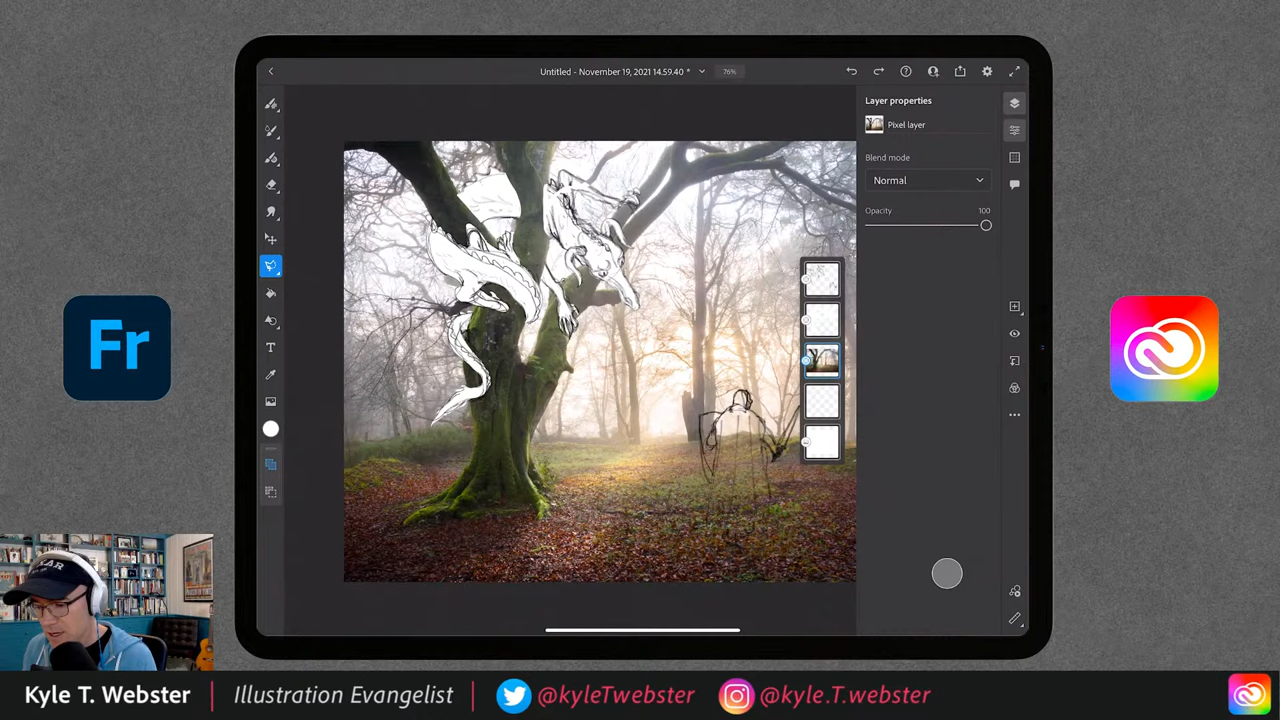 Untitled - November 19, 2021 14.59.40 *
76%
Layer properties
Pixel layer
Blend mode
Normal
Opacity
100
T
Fr
Kyle T. Webster | Illustration Evangelist
@kyleTwebster
@kyle.T.webster